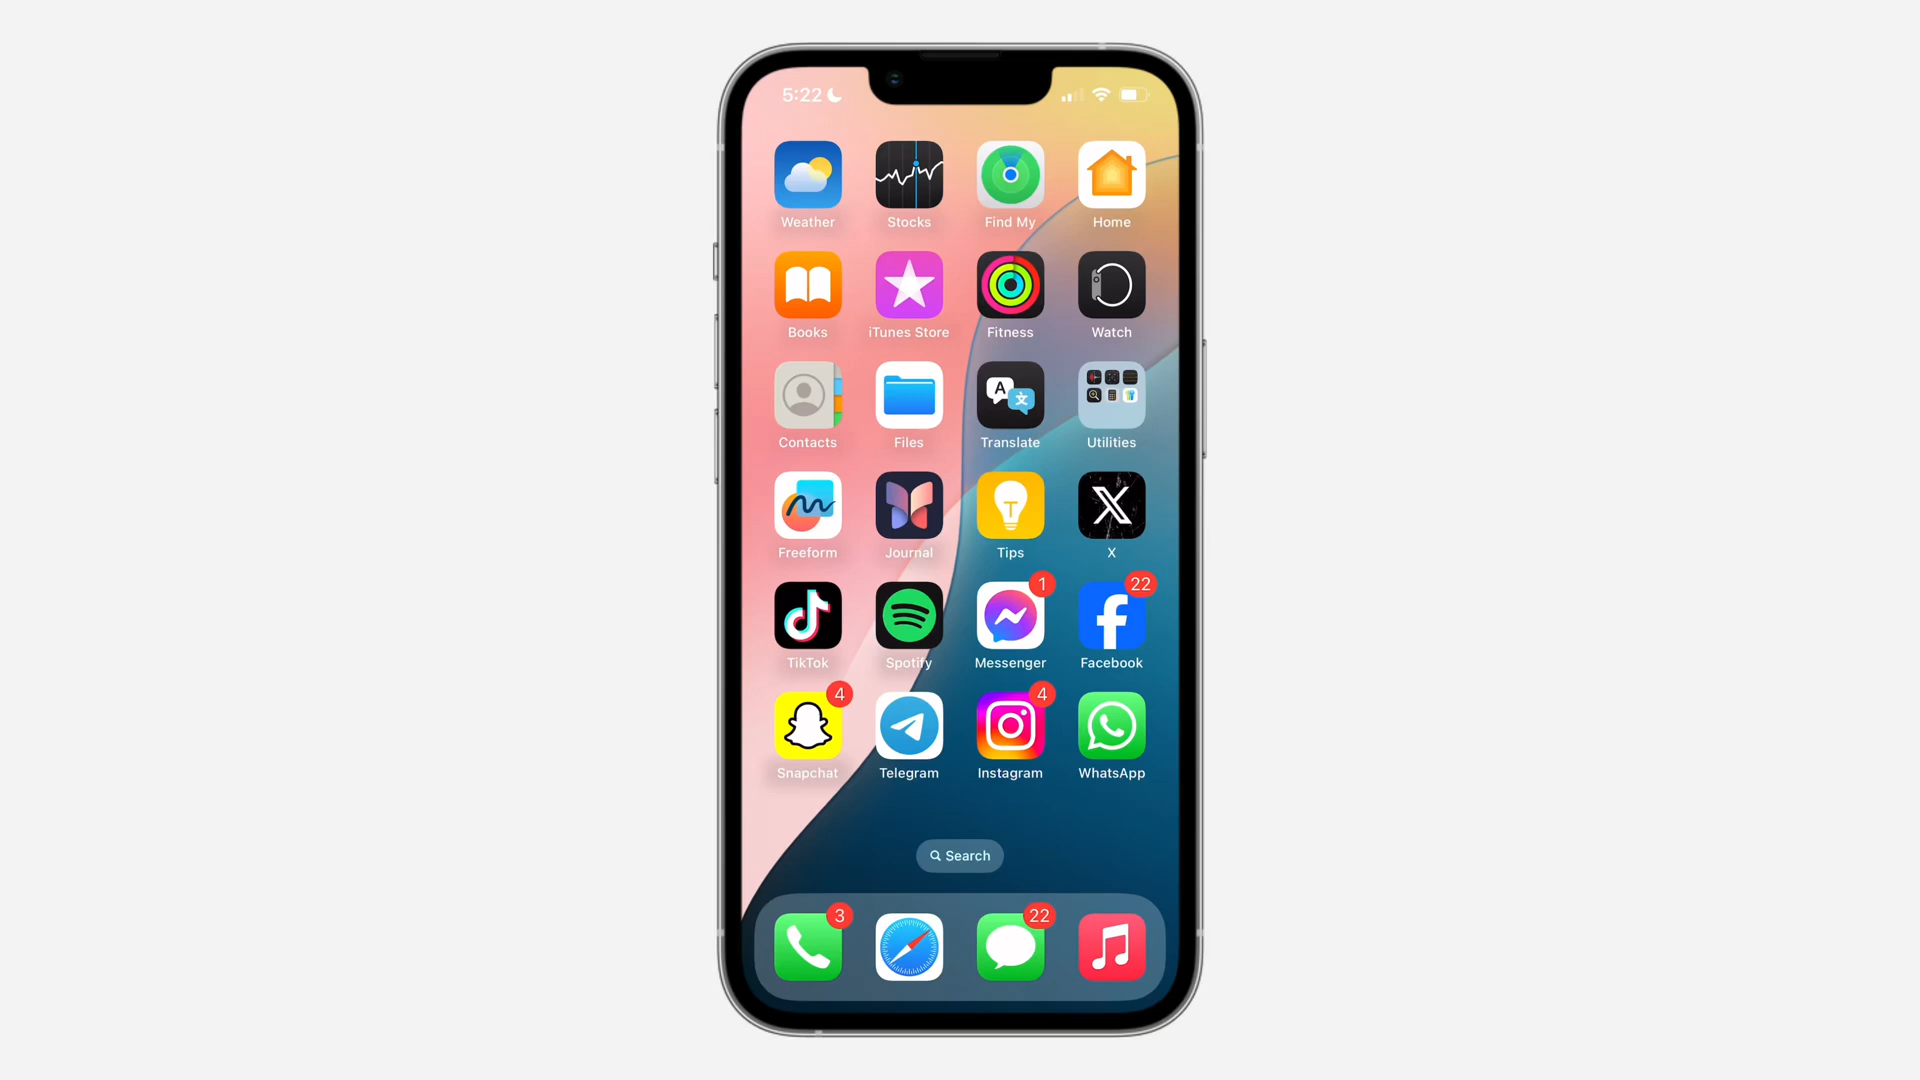 5:22
Weather Stocks Find My Home
Books iTunes Store Fitness Watch
A
文
Contacts Files Translate Utilities
T
X
Freeform Journal Tips X
1 22
f
TikTok Spotify Messenger Facebook
4 4
Snapchat Telegram Instagram WhatsApp
Search
3 22